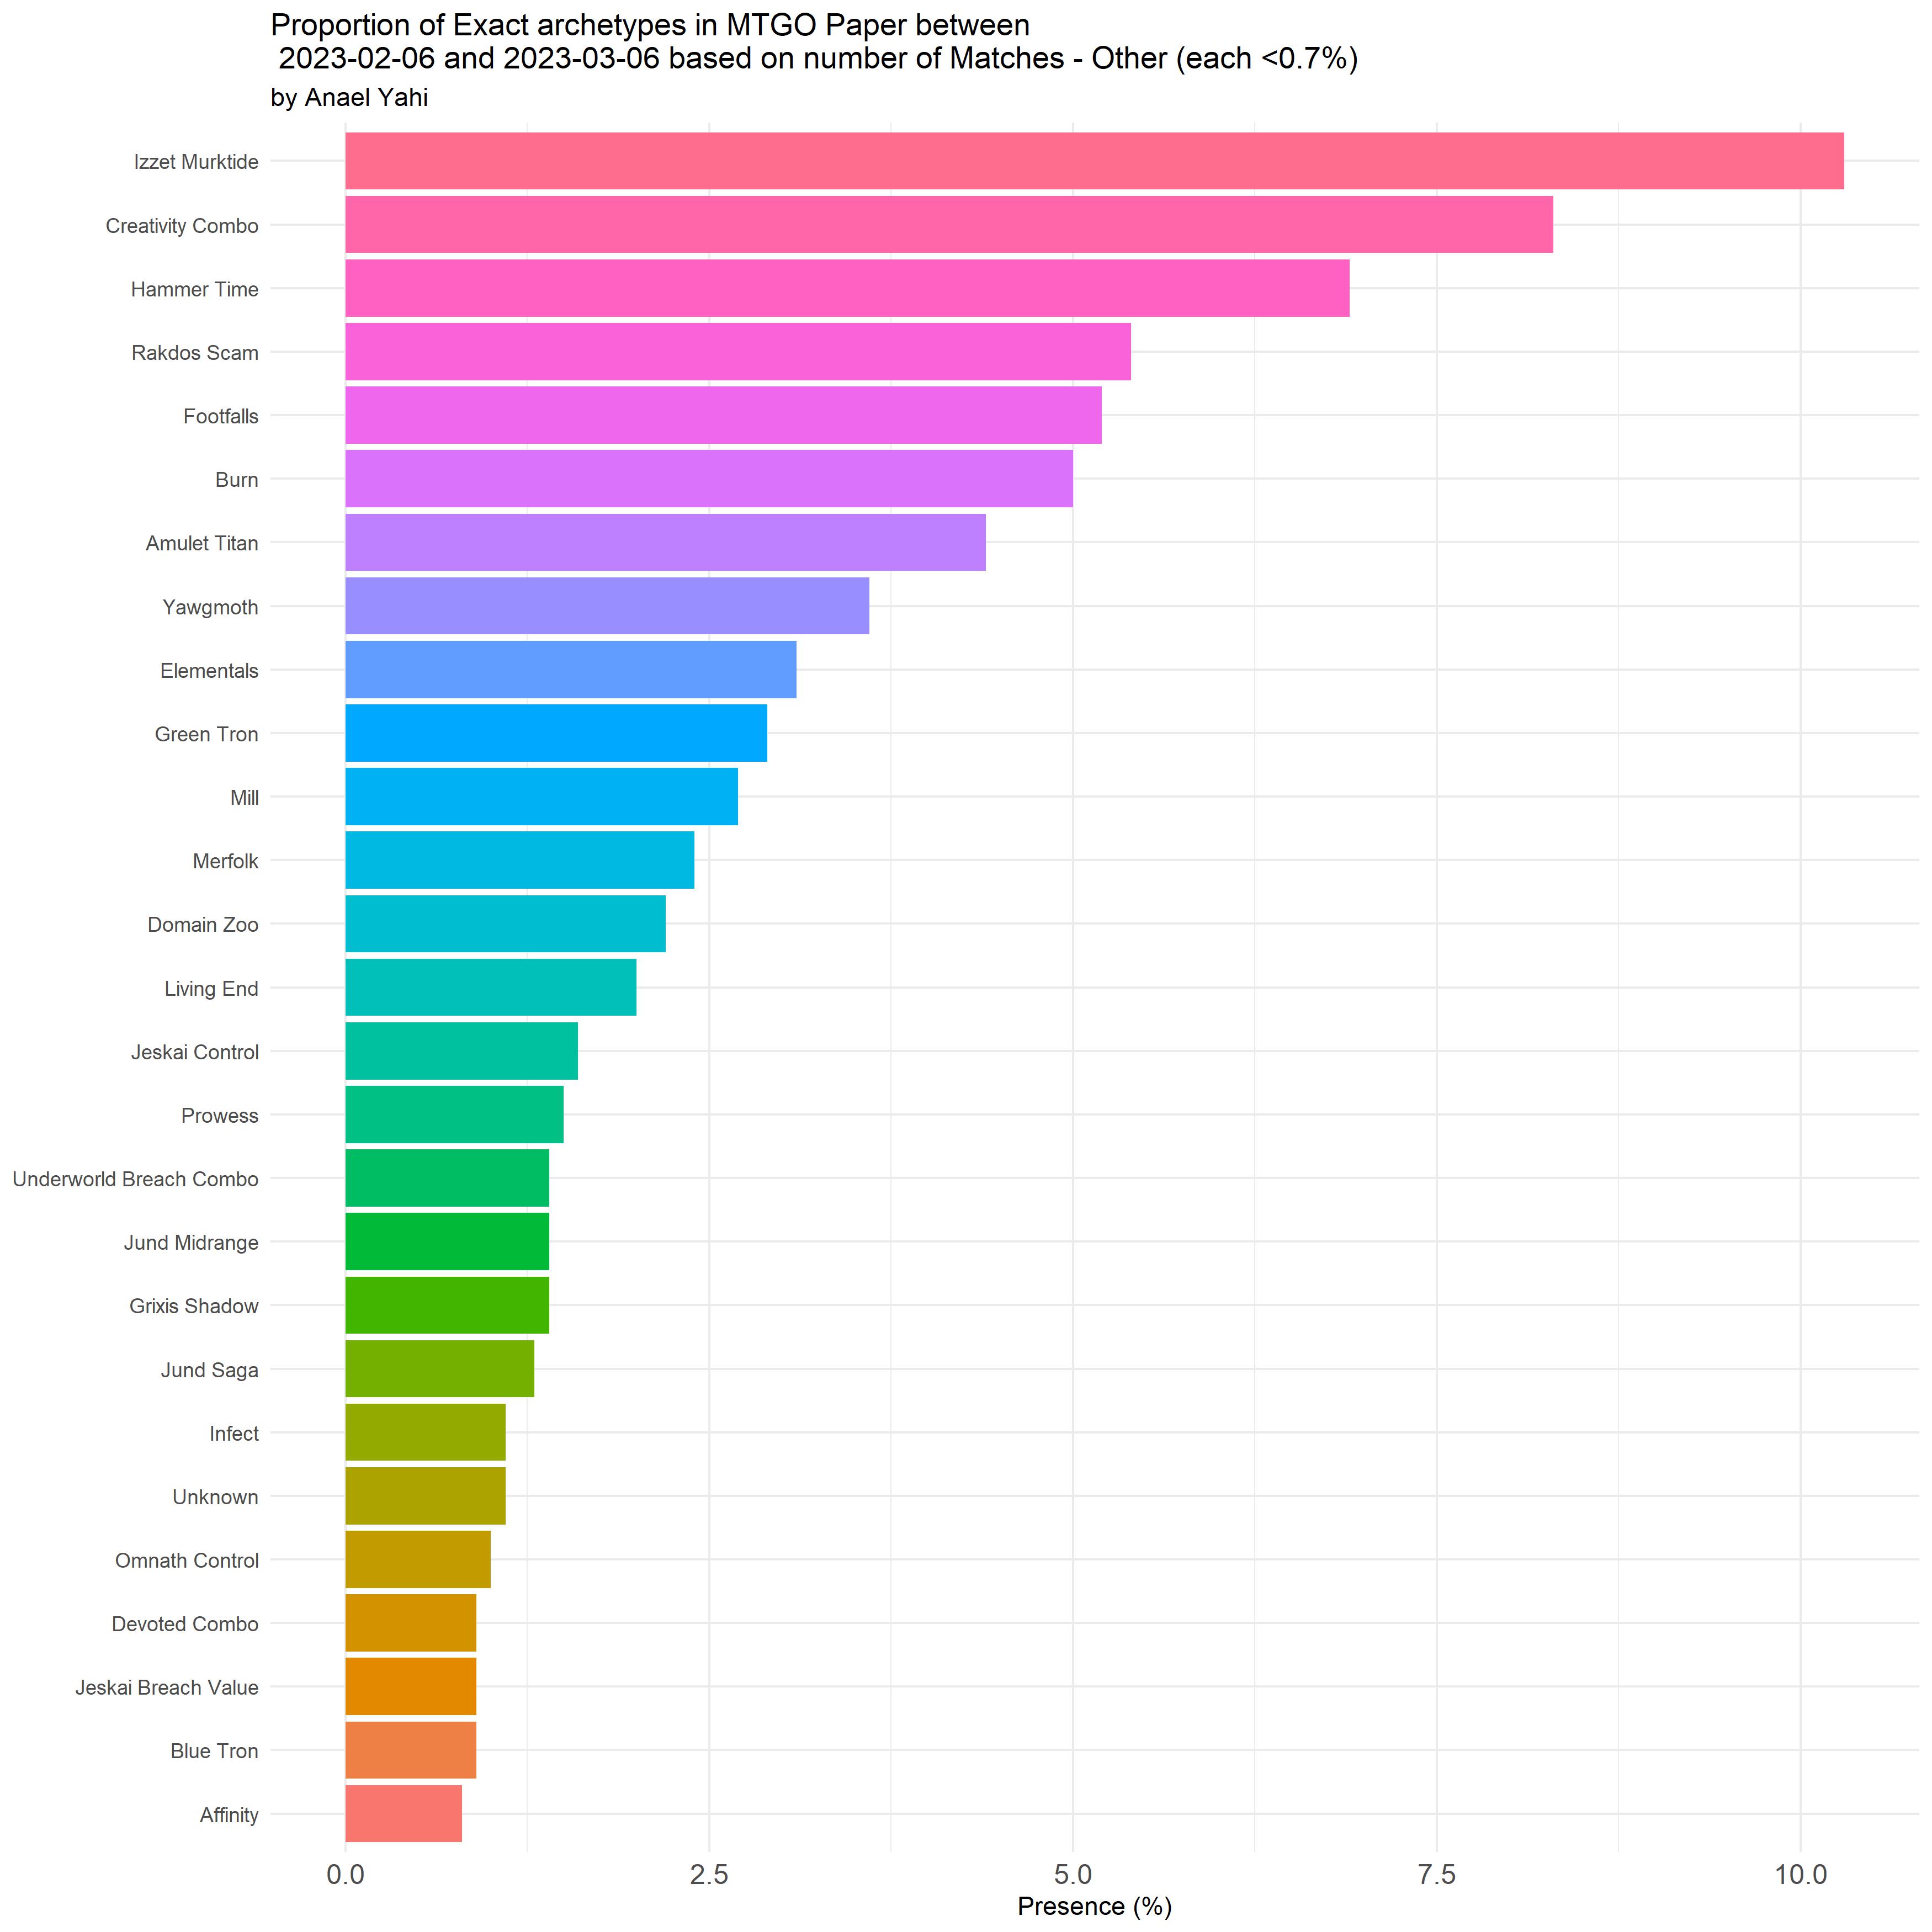 Proportion of Exact archetypes in MTGO Paper between
2023-02-06 and 2023-03-06 based on number of Matches - Other (each <0.7%)
by Anael Yahi
Izzet Murktide
Creativity Combo
Hammer Time
Rakdos Scam
Footfalls
Burn
Amulet Titan
Yawgmoth
Elementals
Green Tron
Mill
Merfolk
Domain Zoo
Living End
Jeskai Control
Prowess
Underworld Breach Combo
Jund Midrange
Grixis Shadow
Jund Saga
Infect
Unknown
Omnath Control
Devoted Combo
Jeskai Breach Value
Blue Tron
Affinity
0.0 2.5 5.0 7.5 10.0
Presence (%)